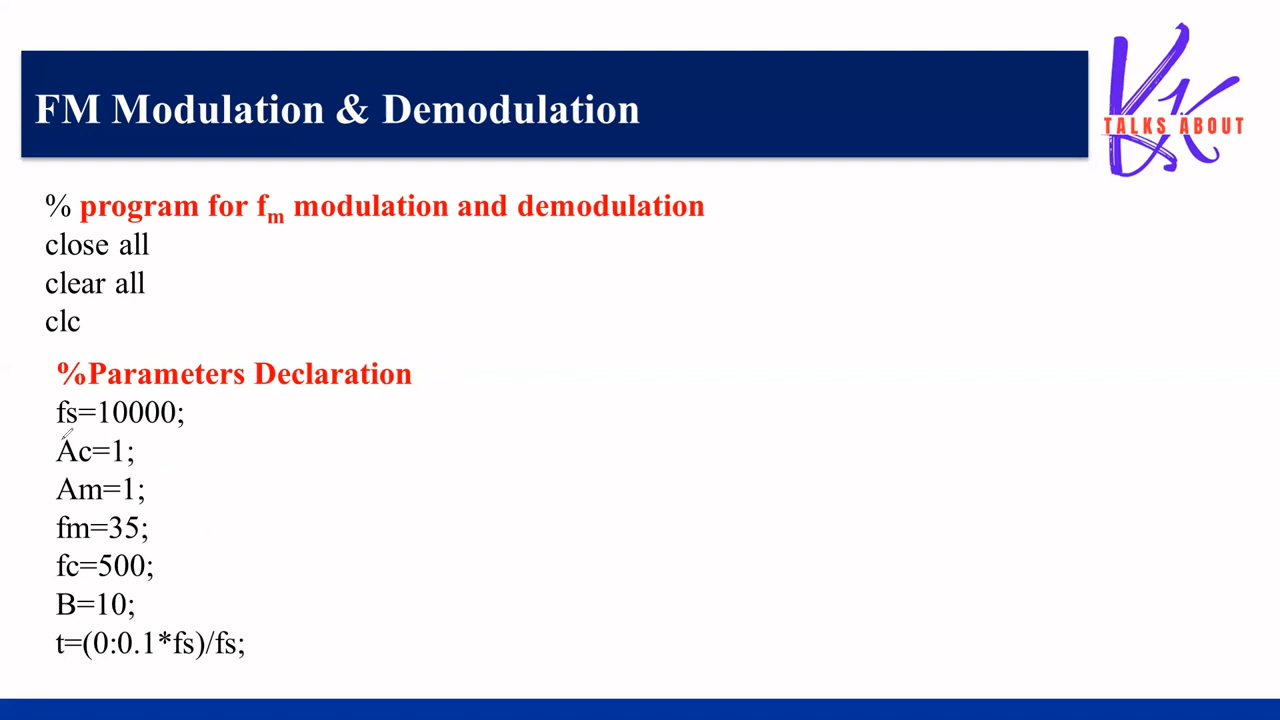 FM Modulation & Demodulation
KK
TALKS ABOUT
% program for fm modulation and demodulation
close all
clear all
clc
%Parameters Declaration
fs=10000;
Ac=1;
Am=1;
fm=35;
fc=500;
B=10;
t=(0:0.1*fs)/fs;